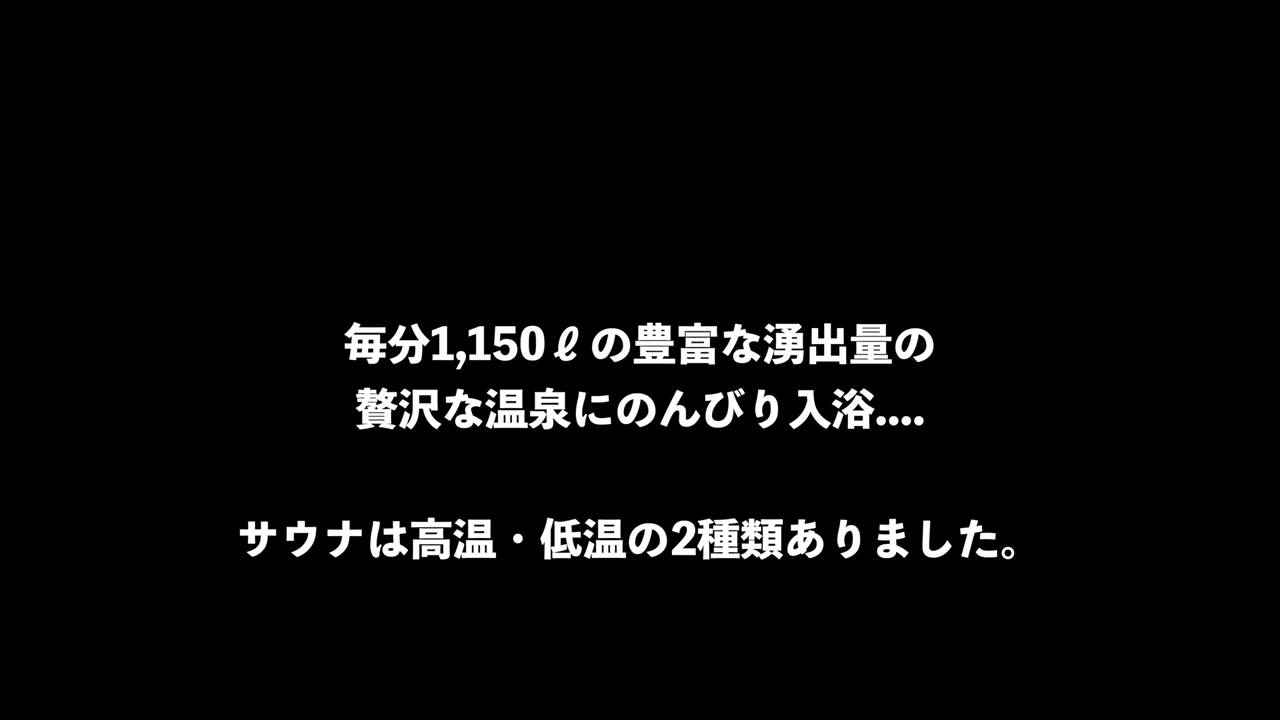 毎分1,150ℓの豊富な湧出量の
贅沢な温泉にのんびり入浴....
サウナは高温・低温の2種類ありました。